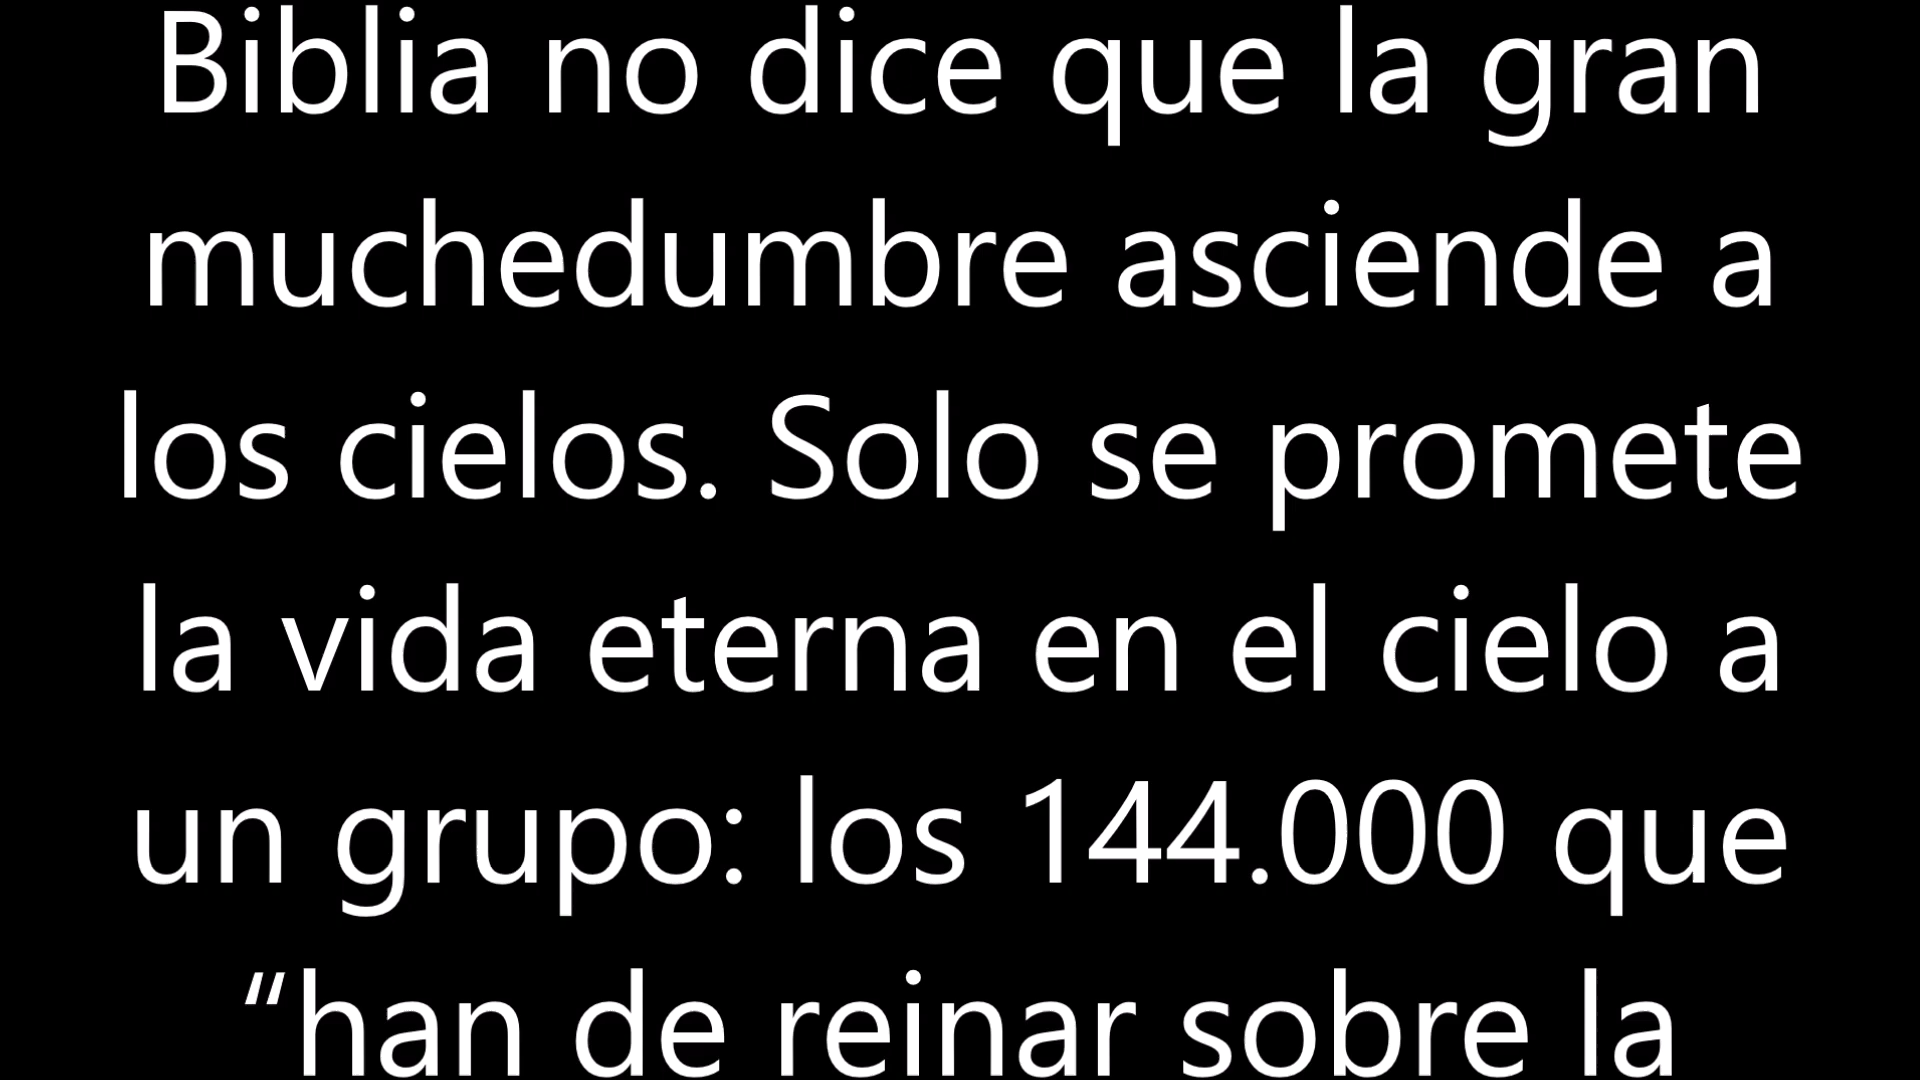 Biblia no dice que la gran
muchedumbre asciende a
los cielos. Solo se promete
la vida eterna en el cielo a
un grupo: los 144.000 que
“han de reinar sobre la